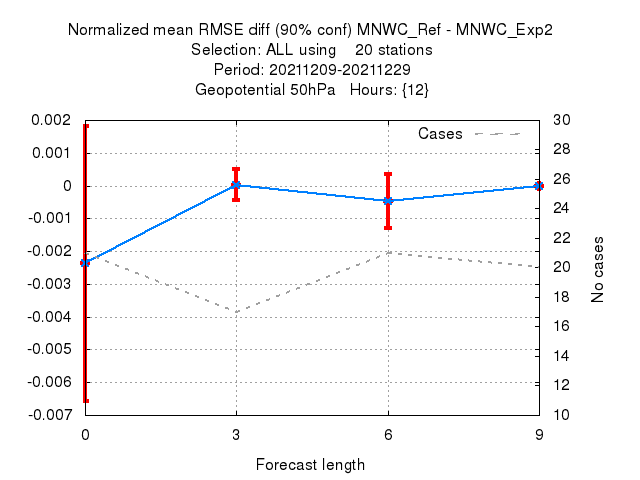 Normalized mean RMSE diff (90% conf) MNWC_Ref - MNWC_Exp2
Selection: ALL using    20 stations
Period: 20211209-20211229
Geopotential 50hPa   Hours: {12}
Cases
0.002
0.001
0
-0.001
-0.002
-0.003
-0.004
-0.005
-0.006
-0.007
30
28
26
24
22
20
18
16
14
12
10
No cases
0 3 6 9
Forecast length